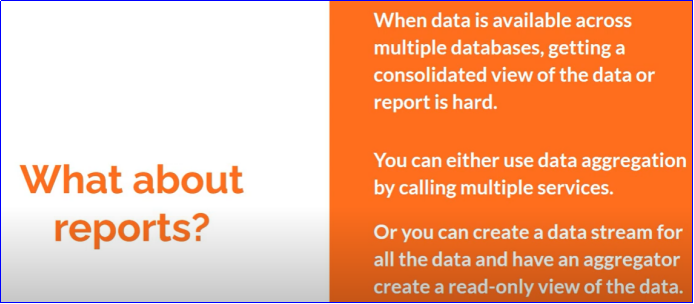 What about
reports?
When data is available across
multiple databases, getting a
consolidated view of the data or
report is hard.
You can either use data aggregation
by calling multiple services.
Or you can create a data stream for
all the data and have an aggregator
create a read-only view of the data.